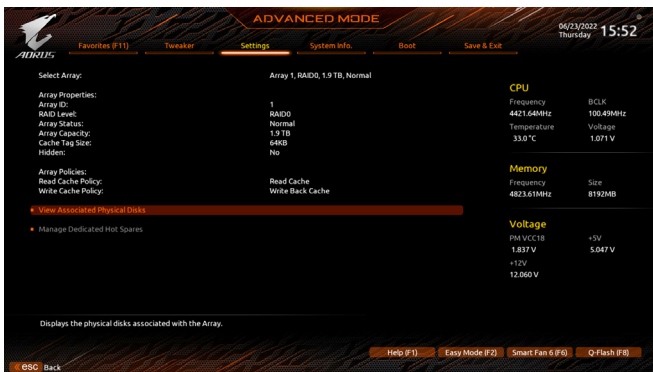 ADVANCED MODE
06/23/2022 Thursday 15:52
AORUS
Favorites (F11) Tweaker Settings System Info. Boot Save & Exit
Select Array: Array 1, RAID0, 1.9 TB, Normal
Array Properties:
Array ID: 1
RAID Level: RAID0
Array Status: Normal
Array Capacity: 1.9 TB
Cache Tag Size: 64KB
Hidden: No
Array Policies:
Read Cache Policy: Read Cache
Write Cache Policy: Write Back Cache
View Associated Physical Disks
Manage Dedicated Hot Spares
CPU
Frequency BCLK
4421.64MHz 100.49MHz
Temperature Voltage
33.0 °C 1.071 V
Memory
Frequency Size
4823.61MHz 8192MB
Voltage
PM VCC18 +5V
1.837 V 5.047 V
+12V
12.060 V
Displays the physical disks associated with the Array.
Help (F1) Easy Mode (F2) Smart Fan 6 (F6) Q-Flash (F8)
esc Back